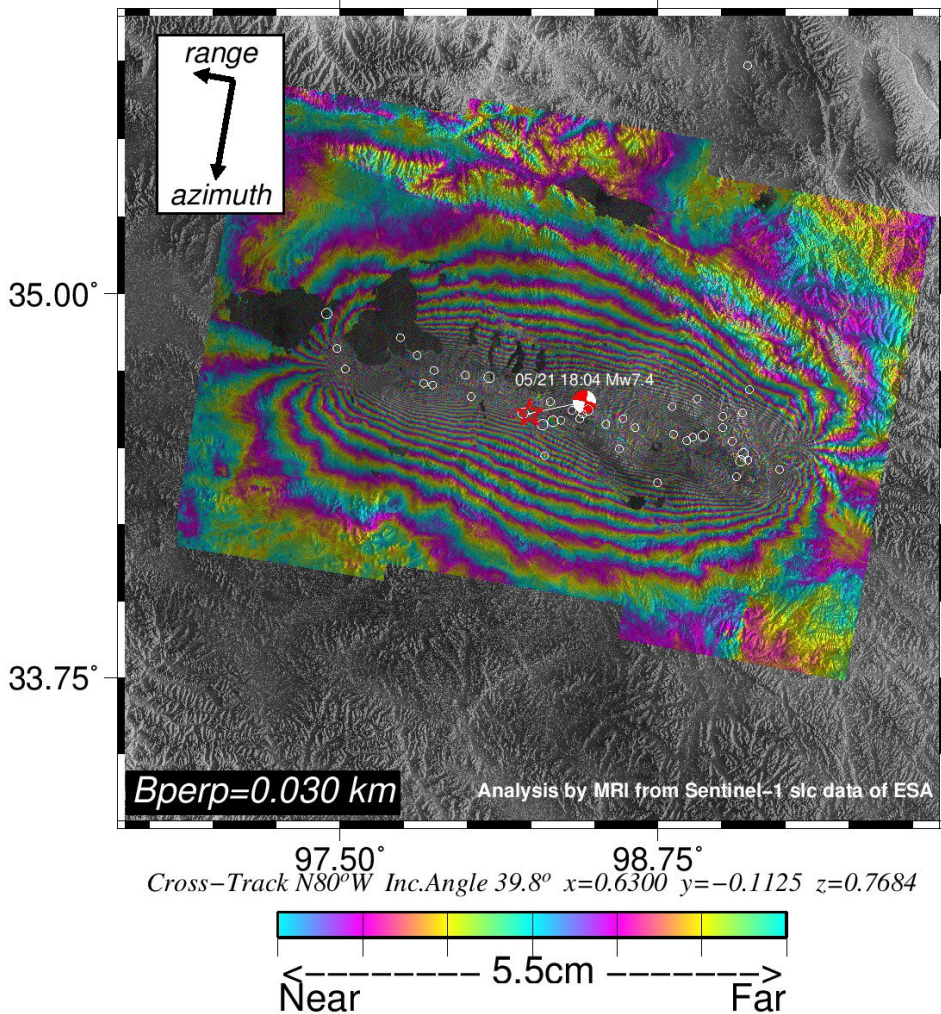 range
azimuth
35.00°
05/21 18:04 Mw7.4
33.75°
Bperp=0.030 km
Analysis by MRI from Sentinel−1 slc data of ESA
97.50°
98.75°
Cross−Track N80°W Inc.Angle 39.8° x=0.6300 y=−0.1125 z=0.7684
<−−−−−−−− 5.5cm −−−−−−−>
Near
Far